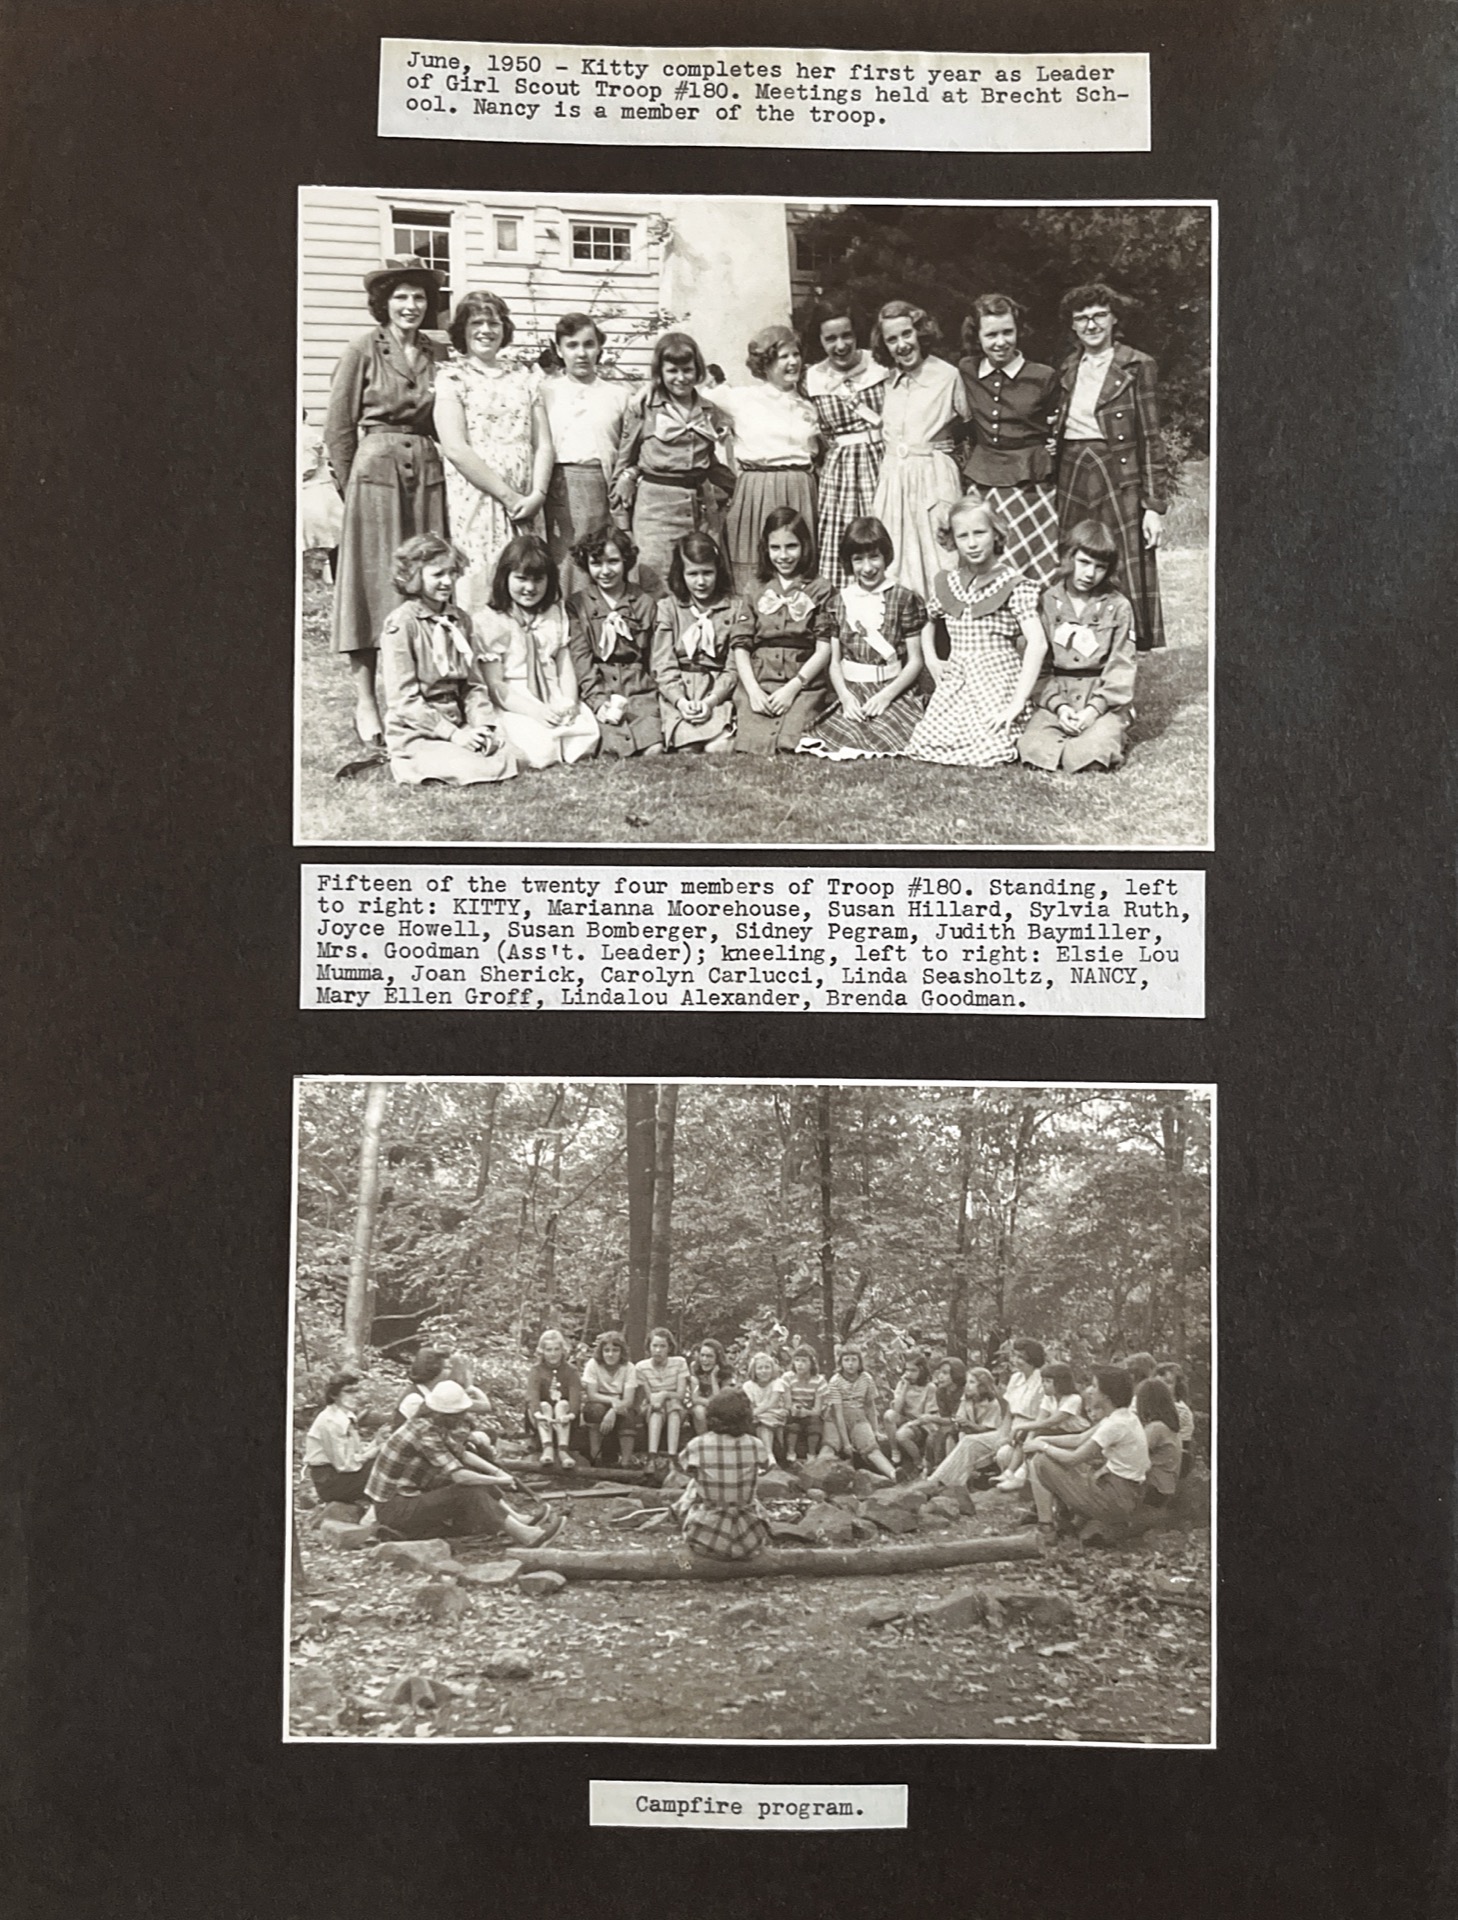 June, 1950 - Kitty completes her first year as Leader
of Girl Scout Troop #180. Meetings held at Brecht Sch-
ool. Nancy is a member of the troop.
Fifteen of the twenty four members of Troop #180. Standing, left
to right: KITTY, Marianna Moorehouse, Susan Hillard, Sylvia Ruth,
Joyce Howell, Susan Bomberger, Sidney Pegram, Judith Baymiller,
Mrs. Goodman (Ass't. Leader); kneeling, left to right: Elsie Lou
Mumma, Joan Sherick, Carolyn Carlucci, Linda Seasholtz, NANCY,
Mary Ellen Groff, Lindalou Alexander, Brenda Goodman.
Campfire program.